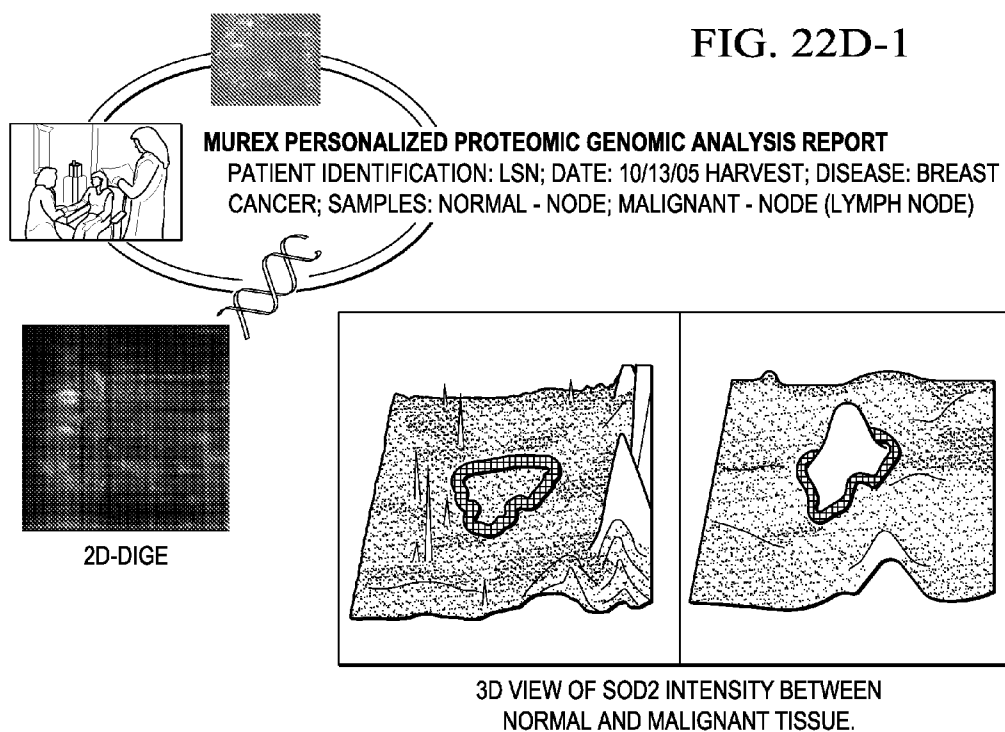 FIG. 22D-1
MUREX PERSONALIZED PROTEOMIC GENOMIC ANALYSIS REPORT
PATIENT IDENTIFICATION: LSN; DATE: 10/13/05 HARVEST; DISEASE: BREAST
CANCER; SAMPLES: NORMAL - NODE; MALIGNANT - NODE (LYMPH NODE)
2D-DIGE
3D VIEW OF SOD2 INTENSITY BETWEEN
NORMAL AND MALIGNANT TISSUE.